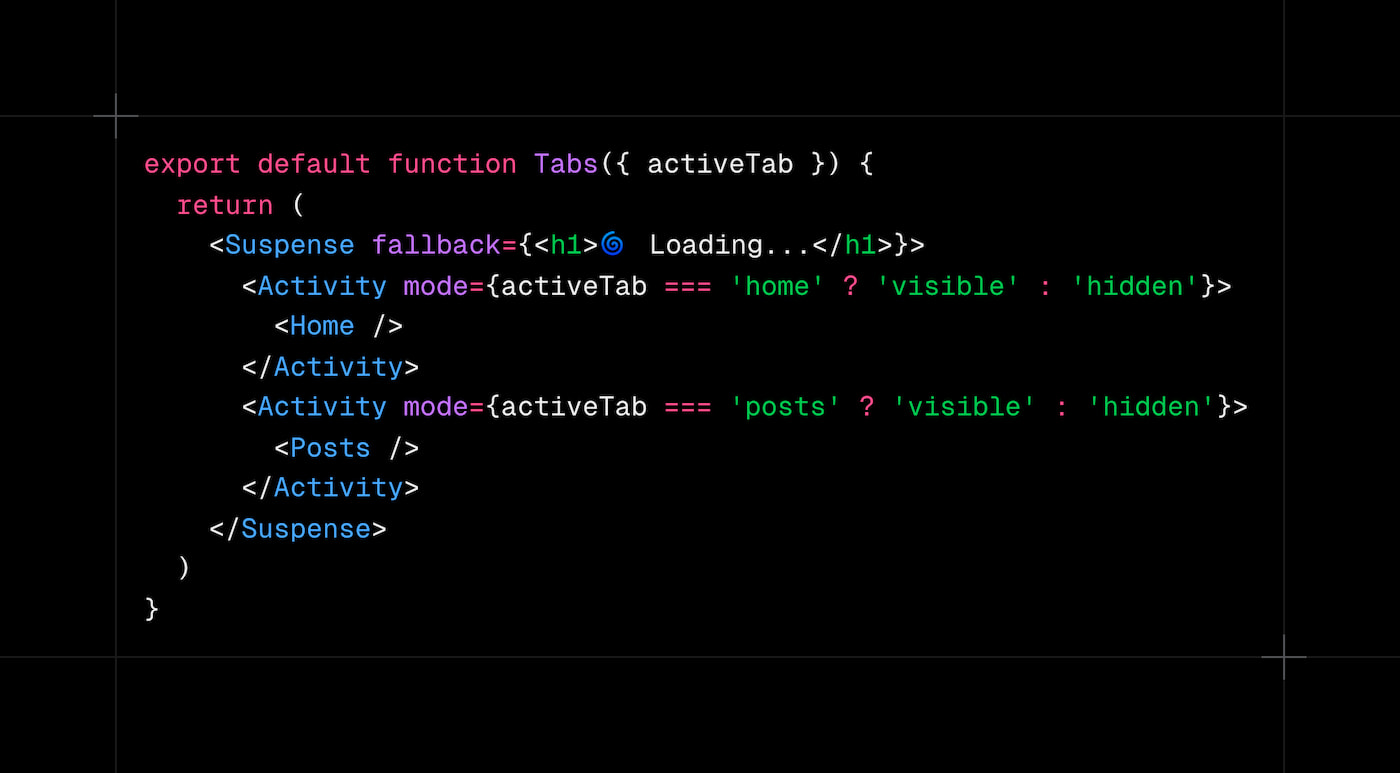 export default function Tabs({ activeTab }) {
  return (
    <Suspense fallback={<h1>🌀 Loading...</h1>}>
      <Activity mode={activeTab === 'home' ? 'visible' : 'hidden'}>
        <Home />
      </Activity>
      <Activity mode={activeTab === 'posts' ? 'visible' : 'hidden'}>
        <Posts />
      </Activity>
    </Suspense>
  )
}